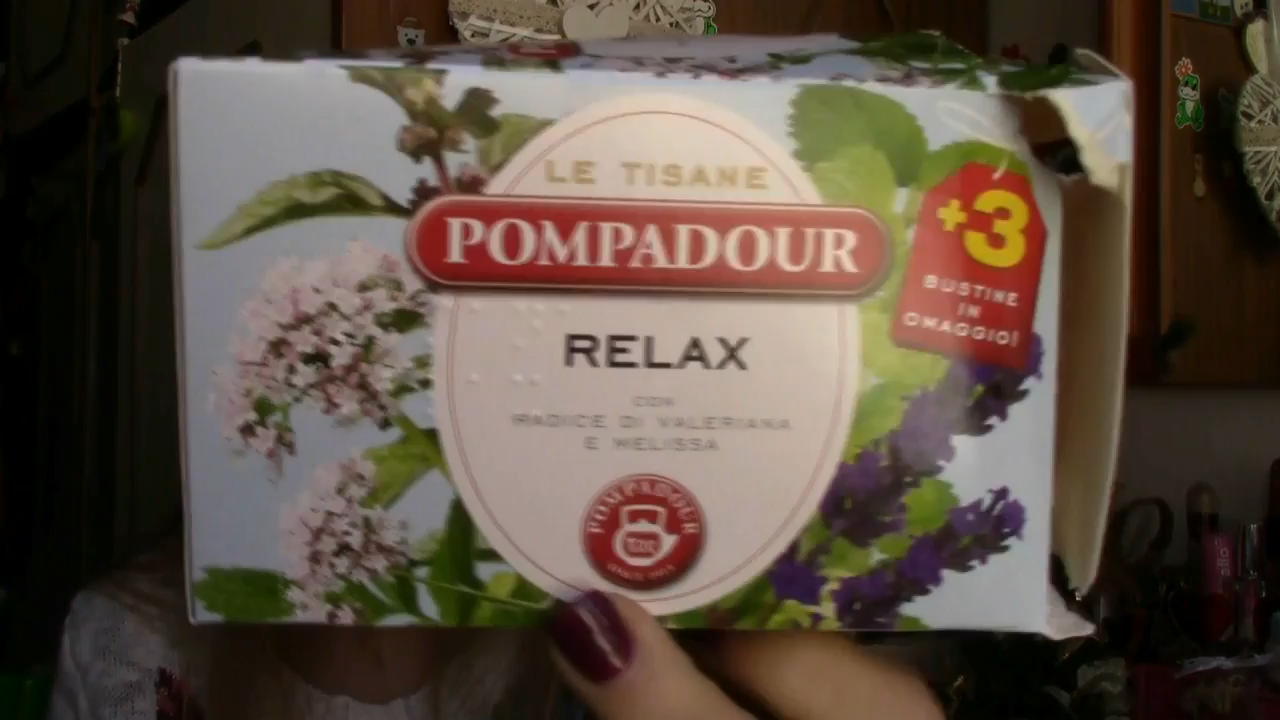 LE TISANE
POMPADOUR
+3
BUSTINE
IN
OMAGGIO!
RELAX
CON
RADICE DI VALERIANA
E MELISSA
POMPADOUR